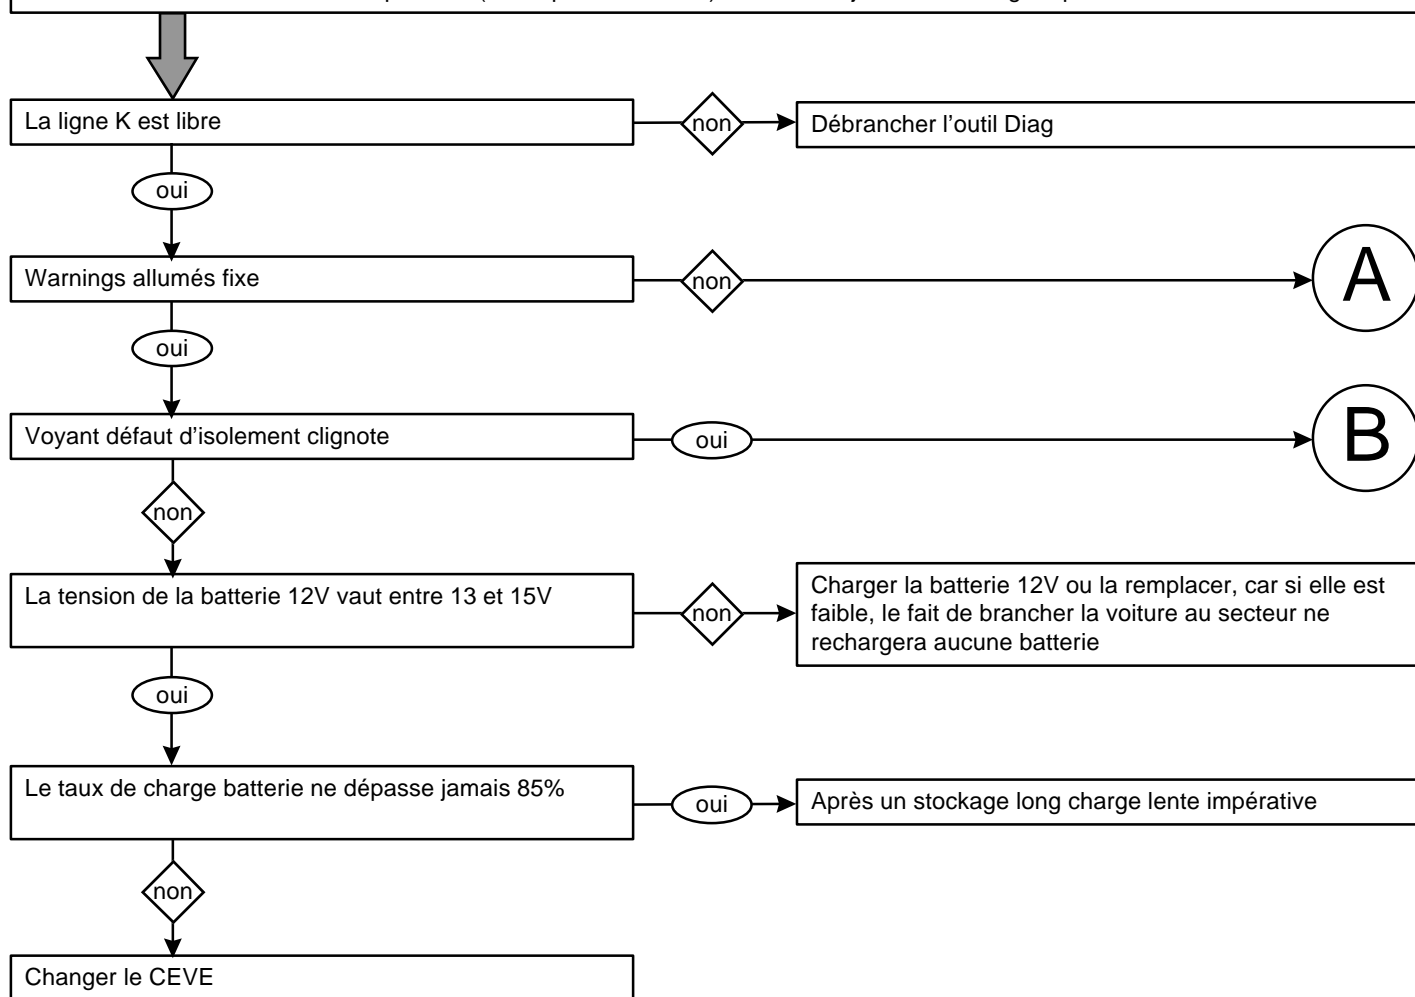 La ligne K est libre
non
Débrancher l'outil Diag
oui
Warnings allumés fixe
non
A
oui
Voyant défaut d'isolement clignote
oui
B
non
La tension de la batterie 12V vaut entre 13 et 15V
non
Charger la batterie 12V ou la remplacer, car si elle est
faible, le fait de brancher la voiture au secteur ne
rechargera aucune batterie
oui
Le taux de charge batterie ne dépasse jamais 85%
oui
Après un stockage long charge lente impérative
non
Changer le CEVE